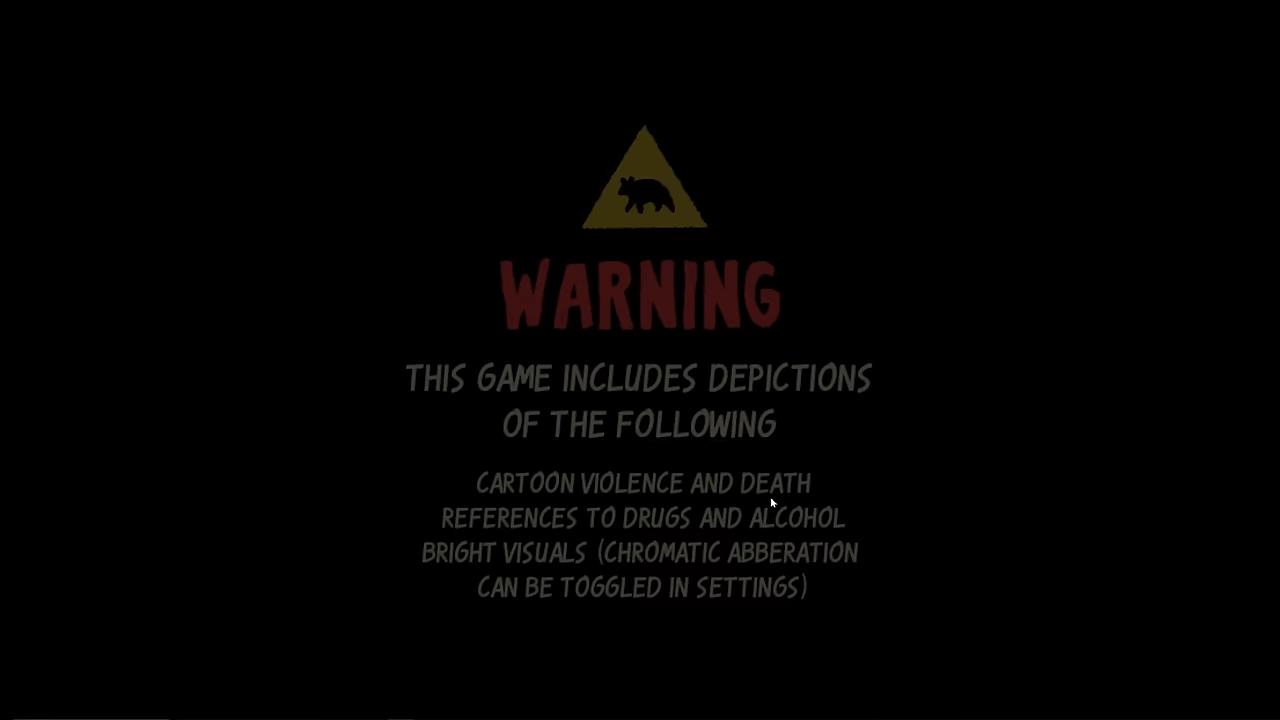 WARNING
THIS GAME INCLUDES DEPICTIONS
OF THE FOLLOWING
CARTOON VIOLENCE AND DEATH
REFERENCES TO DRUGS AND ALCOHOL
BRIGHT VISUALS (CHROMATIC ABBERATION
CAN BE TOGGLED IN SETTINGS)